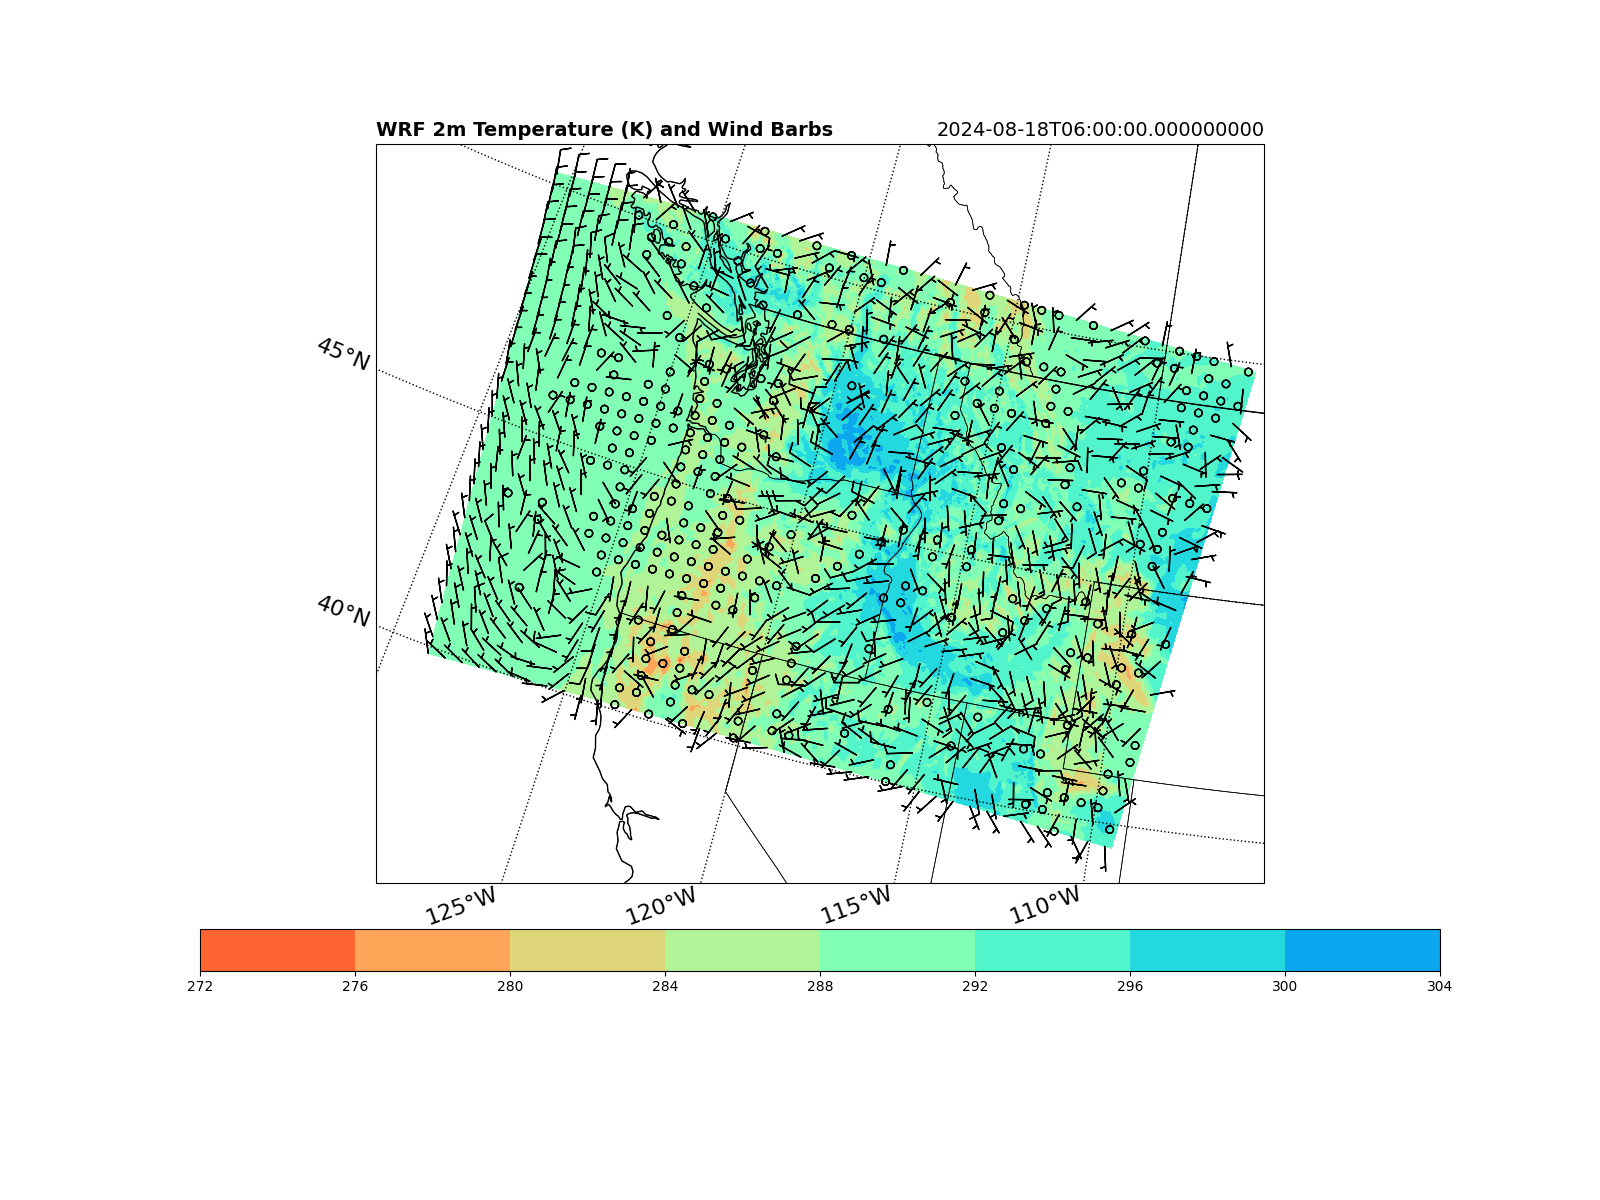 WRF 2m Temperature (K) and Wind Barbs 2024-08-18T06:00:00.000000000
45°N
40°N
125°W 120°W 115°W 110°W
272 276 280 284 288 292 296 300 304